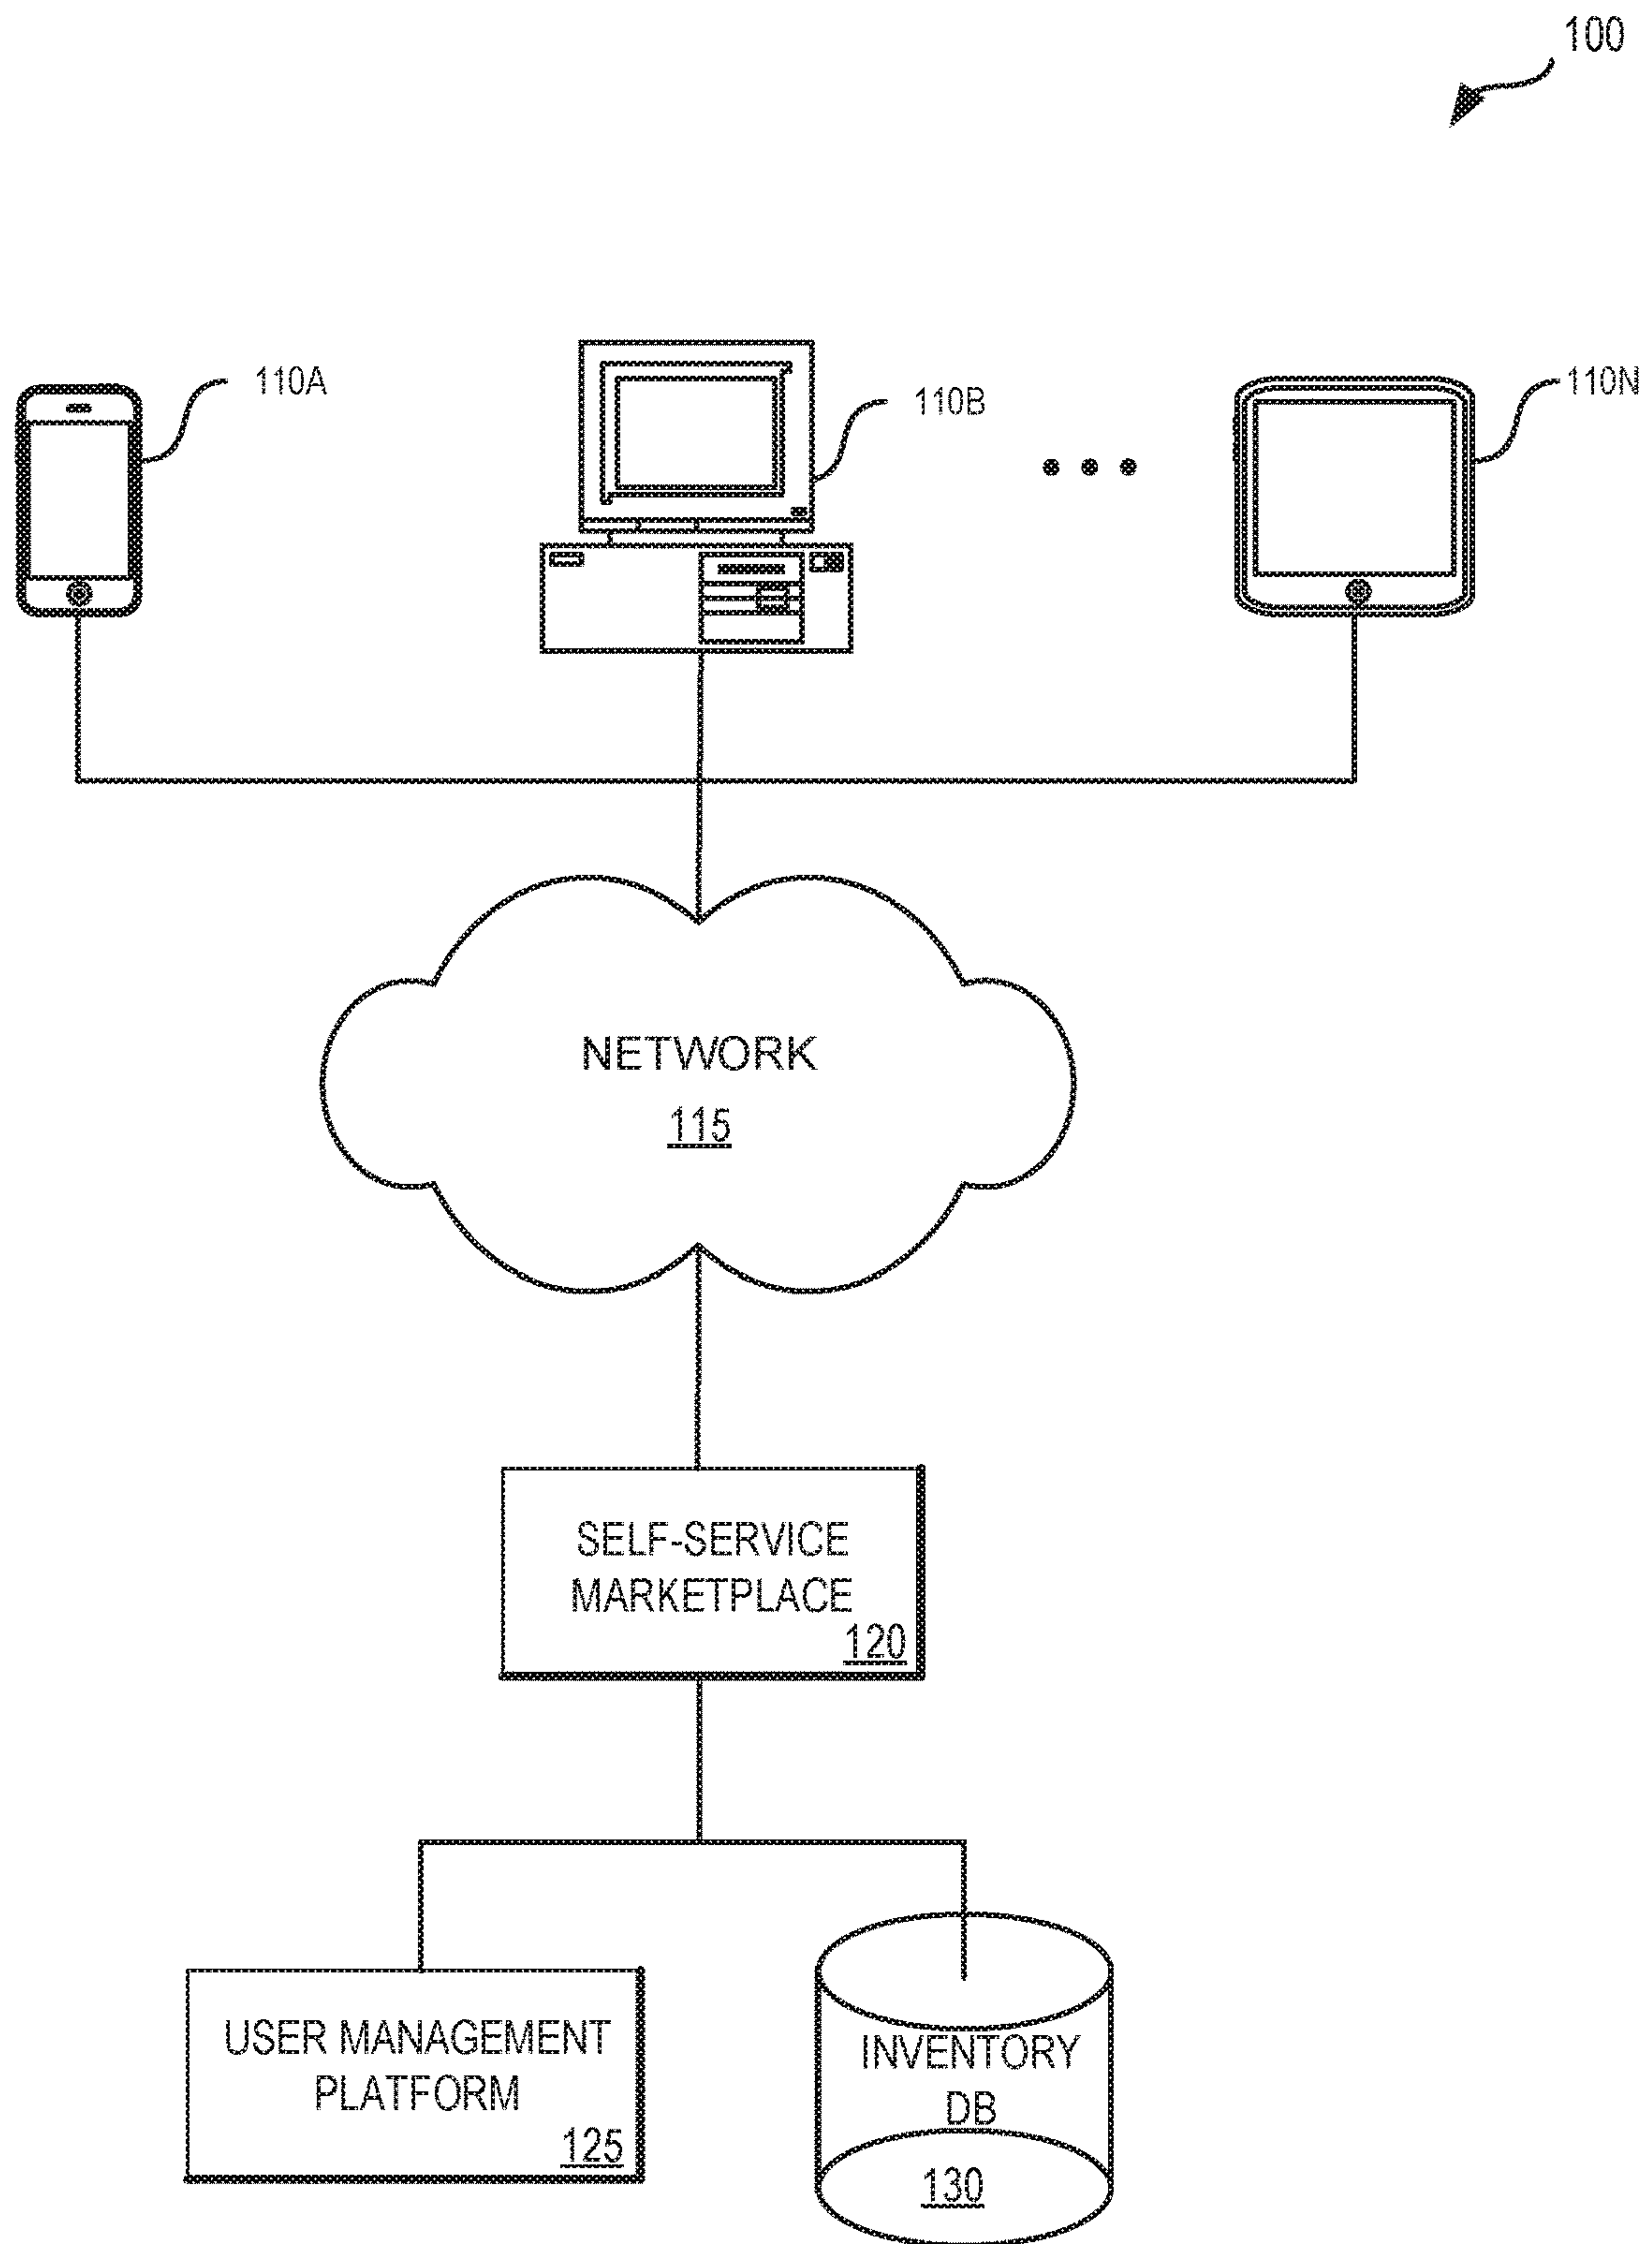 100
110A
110B
110N
NETWORK
115
SELF-SERVICE
MARKETPLACE
120
USER MANAGEMENT
PLATFORM
125
INVENTORY
DB
130